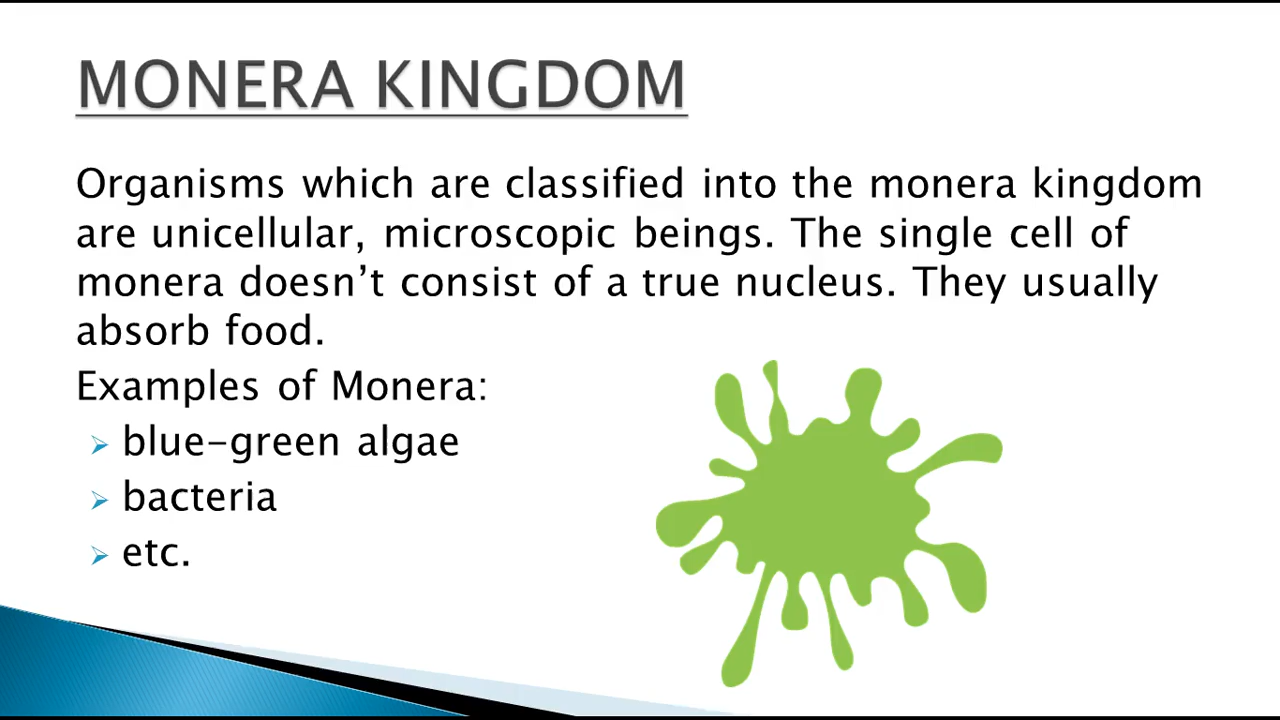 MONERA KINGDOM
Organisms which are classified into the monera kingdom
are unicellular, microscopic beings. The single cell of
monera doesn’t consist of a true nucleus. They usually
absorb food.
Examples of Monera:
blue-green algae
bacteria
etc.